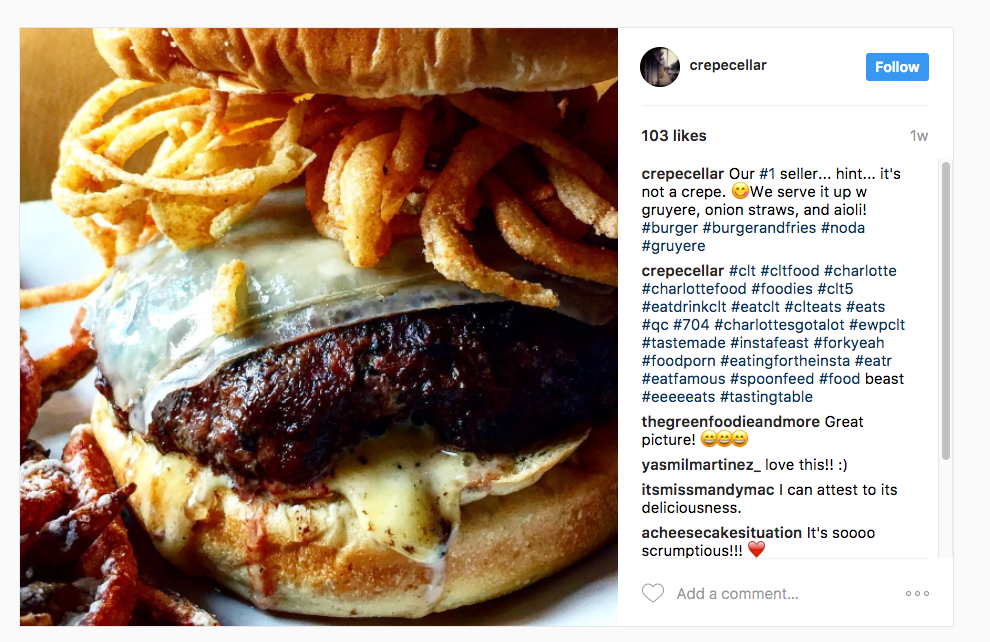 crepecellar
Follow
103 likes
1w
crepecellar Our #1 seller... hint... it's
not a crepe. 😋We serve it up w
gruyere, onion straws, and aioli!
#burger #burgerandfries #noda
#gruyere
crepecellar #clt #cltfood #charlotte
#charlottefood #foodies #clt5
#eatdrinkclt #eatclt #clteats #eats
#qc #704 #charlottesgotalot #ewpclt
#tastemade #instafeast #forkyeah
#foodporn #eatingfortheinsta #eatr
#eatfamous #spoonfeed #food beast
#eeeeeats #tastingtable
thegreenfoodieandmore Great
picture! 😄😄😄
yasmilmartinez_ love this!! :)
itsmissmandymac I can attest to its
deliciousness.
acheesecakesituation It's soooo
scrumptious!!! ❤️
Add a comment...